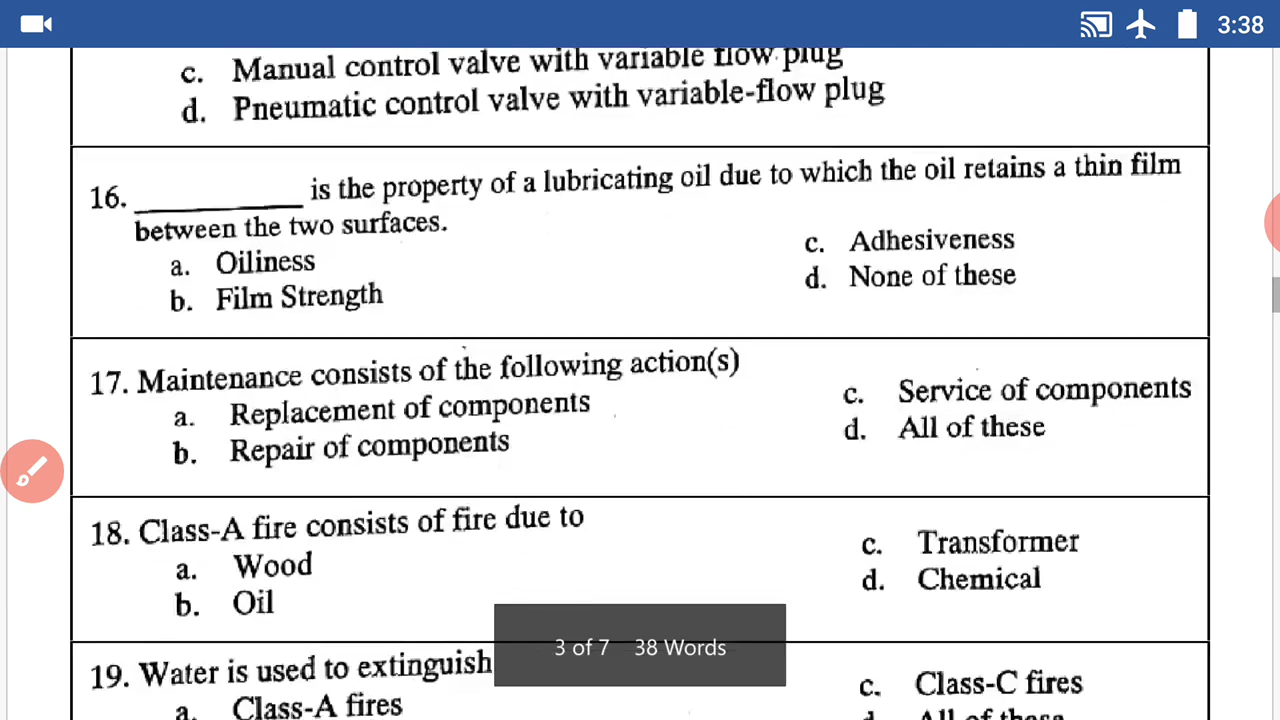 3:38
c. Manual control valve with variable flow plug
d. Pneumatic control valve with variable-flow plug
16. __________ is the property of a lubricating oil due to which the oil retains a thin film
between the two surfaces.
a. Oiliness
b. Film Strength
c. Adhesiveness
d. None of these
17. Maintenance consists of the following action(s)
a. Replacement of components
b. Repair of components
c. Service of components
d. All of these
18. Class-A fire consists of fire due to
a. Wood
b. Oil
c. Transformer
d. Chemical
3 of 7 38 Words
19. Water is used to extinguish
a. Class-A fires
c. Class-C fires
d. All of these